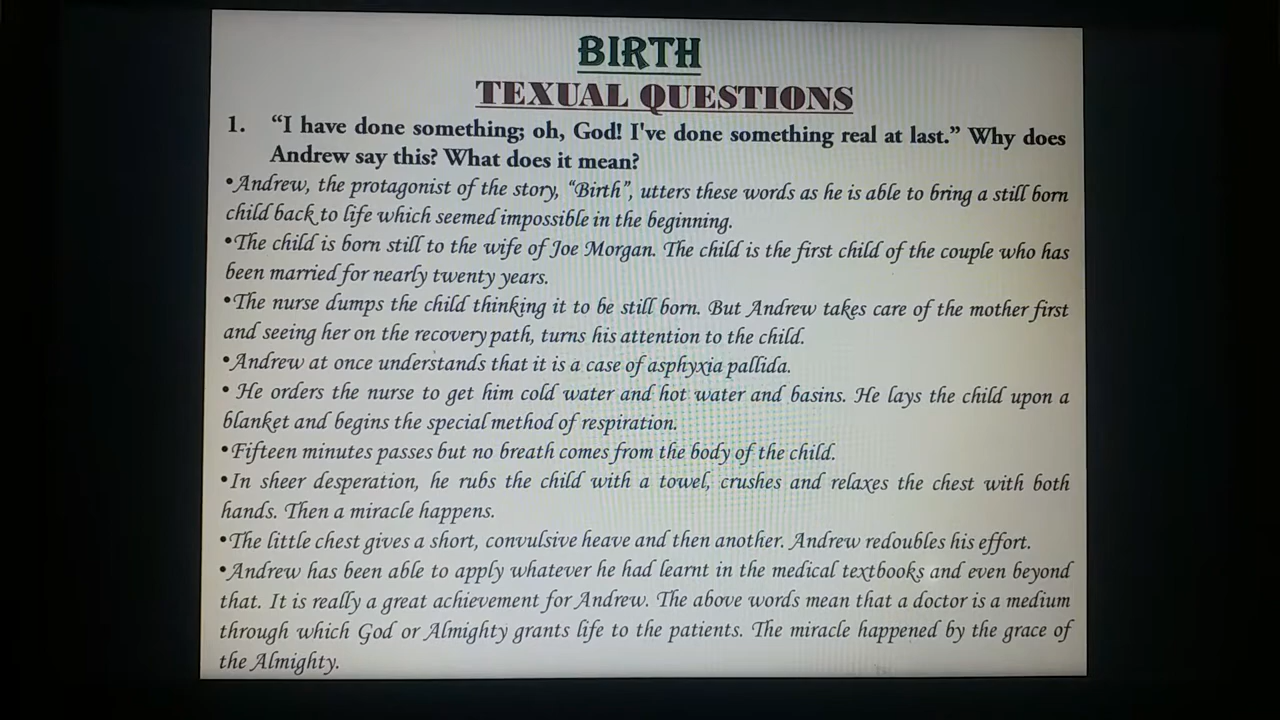 BIRTH
TEXUAL QUESTIONS
1. “I have done something; oh, God! I've done something real at last.” Why does
Andrew say this? What does it mean?
•Andrew, the protagonist of the story, “Birth”, utters these words as he is able to bring a still born
child back to life which seemed impossible in the beginning.
•The child is born still to the wife of Joe Morgan. The child is the first child of the couple who has
been married for nearly twenty years.
•The nurse dumps the child thinking it to be still born. But Andrew takes care of the mother first
and seeing her on the recovery path, turns his attention to the child.
•Andrew at once understands that it is a case of asphyxia pallida.
• He orders the nurse to get him cold water and hot water and basins. He lays the child upon a
blanket and begins the special method of respiration.
•Fifteen minutes passes but no breath comes from the body of the child.
•In sheer desperation, he rubs the child with a towel, crushes and relaxes the chest with both
hands. Then a miracle happens.
•The little chest gives a short, convulsive heave and then another. Andrew redoubles his effort.
•Andrew has been able to apply whatever he had learnt in the medical textbooks and even beyond
that. It is really a great achievement for Andrew. The above words mean that a doctor is a medium
through which God or Almighty grants life to the patients. The miracle happened by the grace of
the Almighty.